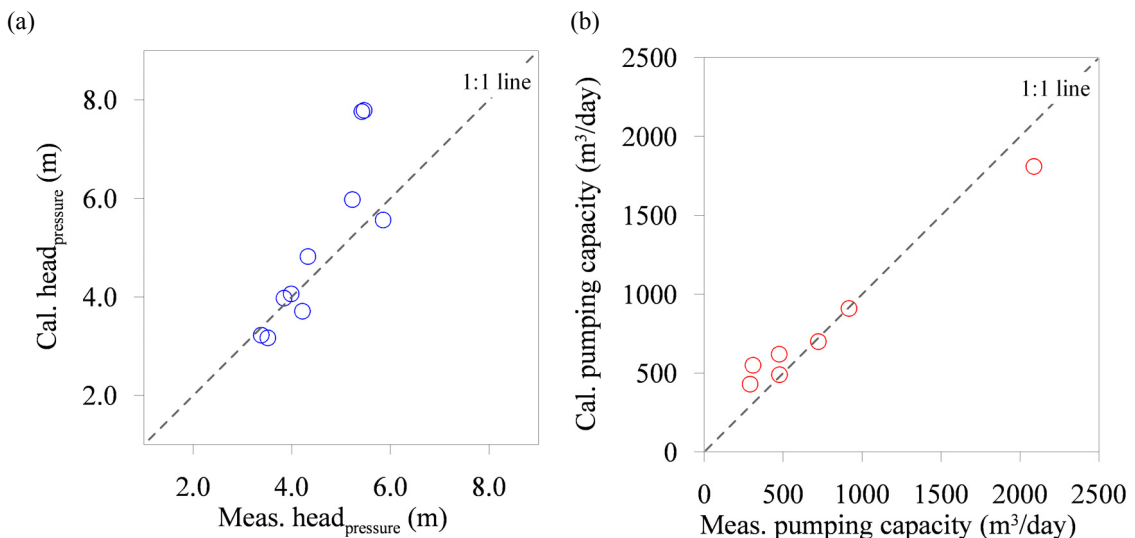 (a)
1:1 line
8.0
6.0
4.0
2.0
Cal. head_pressure (m)
2.0 4.0 6.0 8.0
Meas. head_pressure (m)
(b)
2500
1:1 line
2000
1500
1000
500
0
Cal. pumping capacity (m³/day)
0 500 1000 1500 2000 2500
Meas. pumping capacity (m³/day)